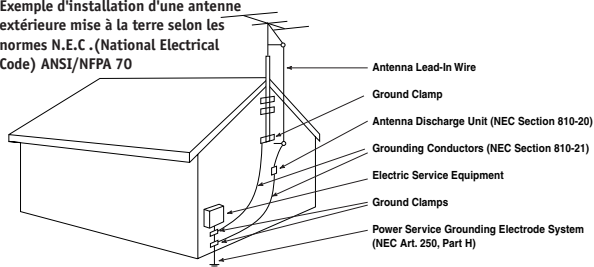 Exemple d'installation d'une antenne
extérieure mise à la terre selon les
normes N.E.C .(National Electrical
Code) ANSI/NFPA 70
Antenna Lead-In Wire
Ground Clamp
Antenna Discharge Unit (NEC Section 810-20)
Grounding Conductors (NEC Section 810-21)
Electric Service Equipment
Ground Clamps
Power Service Grounding Electrode System
(NEC Art. 250, Part H)